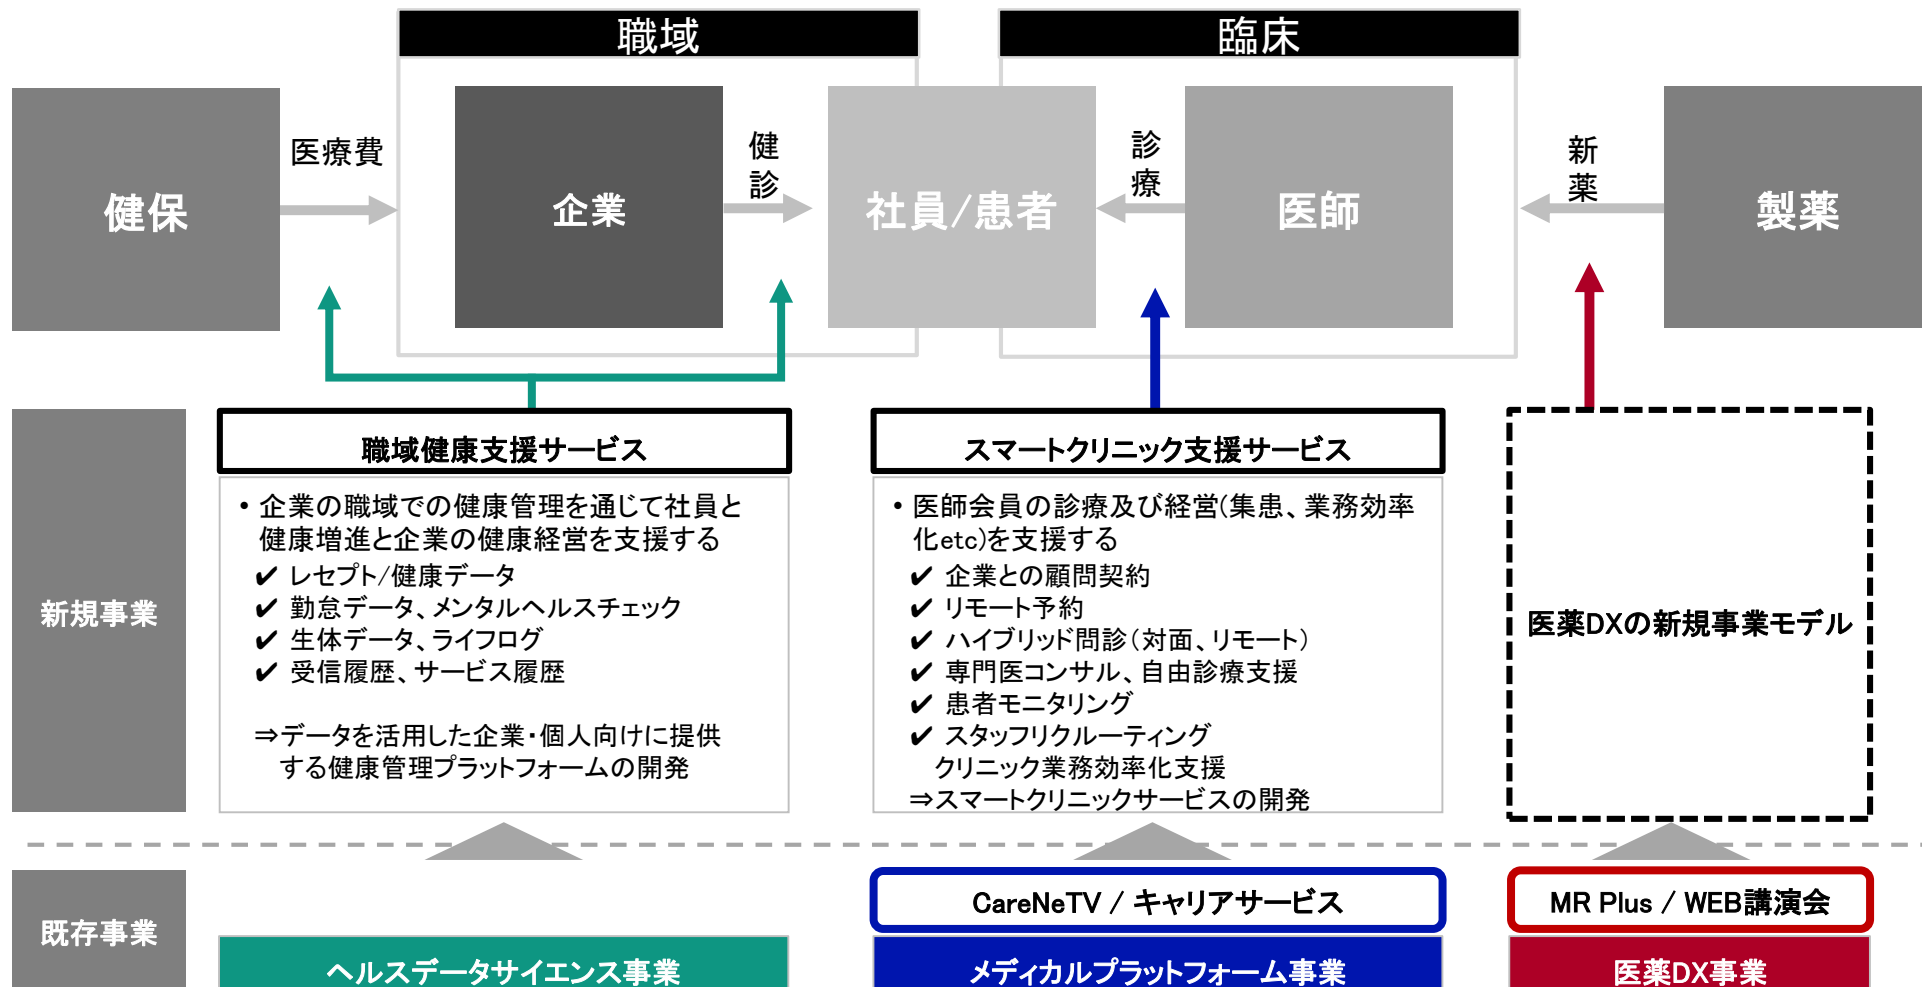 職域
臨床
健保
医療費
企業
健診
社員/患者
診療
医師
新薬
製薬
新規事業
職域健康支援サービス
・企業の職域での健康管理を通じて社員と
健康増進と企業の健康経営を支援する
✔ レセプト/健康データ
✔ 勤怠データ、メンタルヘルスチェック
✔ 生体データ、ライフログ
✔ 受信履歴、サービス履歴
⇒データを活用した企業・個人向けに提供
する健康管理プラットフォームの開発
スマートクリニック支援サービス
・医師会員の診療及び経営(集患、業務効率
化etc)を支援する
✔ 企業との顧問契約
✔ リモート予約
✔ ハイブリッド問診（対面、リモート）
✔ 専門医コンサル、自由診療支援
✔ 患者モニタリング
✔ スタッフリクルーティング
クリニック業務効率化支援
⇒スマートクリニックサービスの開発
医薬DXの新規事業モデル
既存事業
ヘルスデータサイエンス事業
CareNeTV / キャリアサービス
メディカルプラットフォーム事業
MR Plus / WEB講演会
医薬DX事業